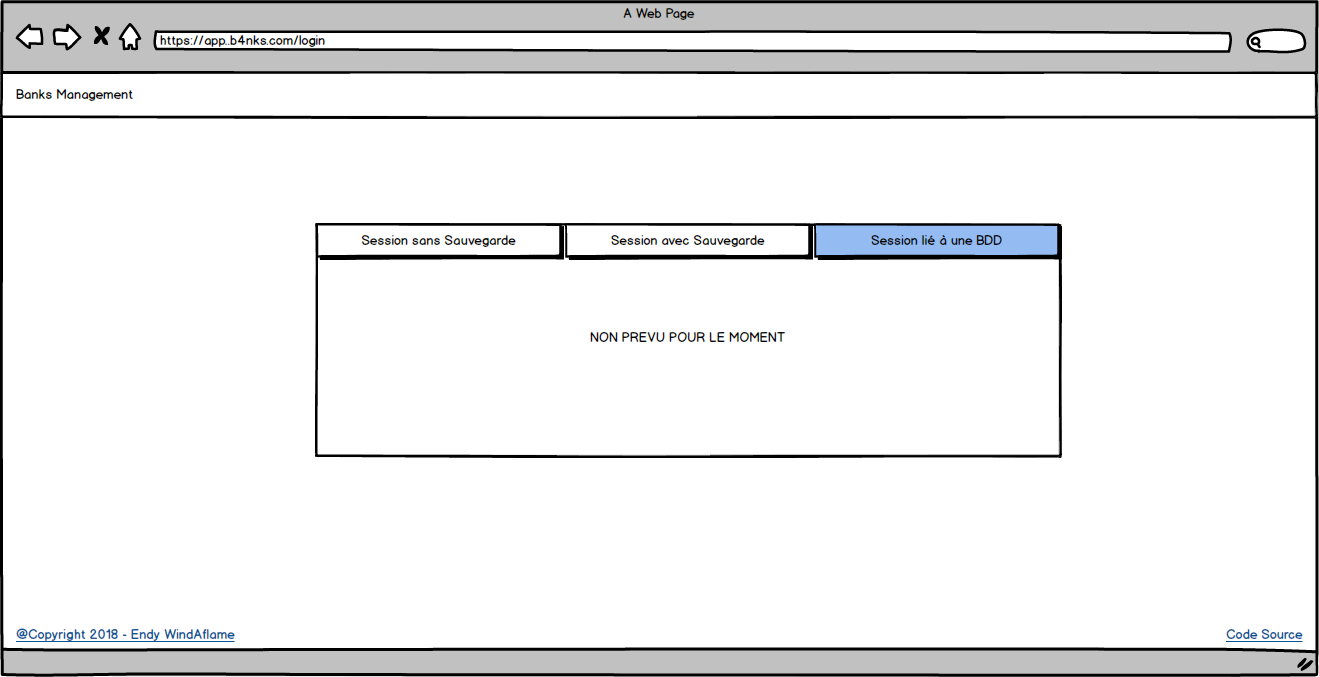 A Web Page
https://app.b4nks.com/login
Banks Management
Session sans Sauvegarde
Session avec Sauvegarde
Session lié à une BDD
NON PREVU POUR LE MOMENT
@Copyright 2018 - Endy WindAflame
Code Source